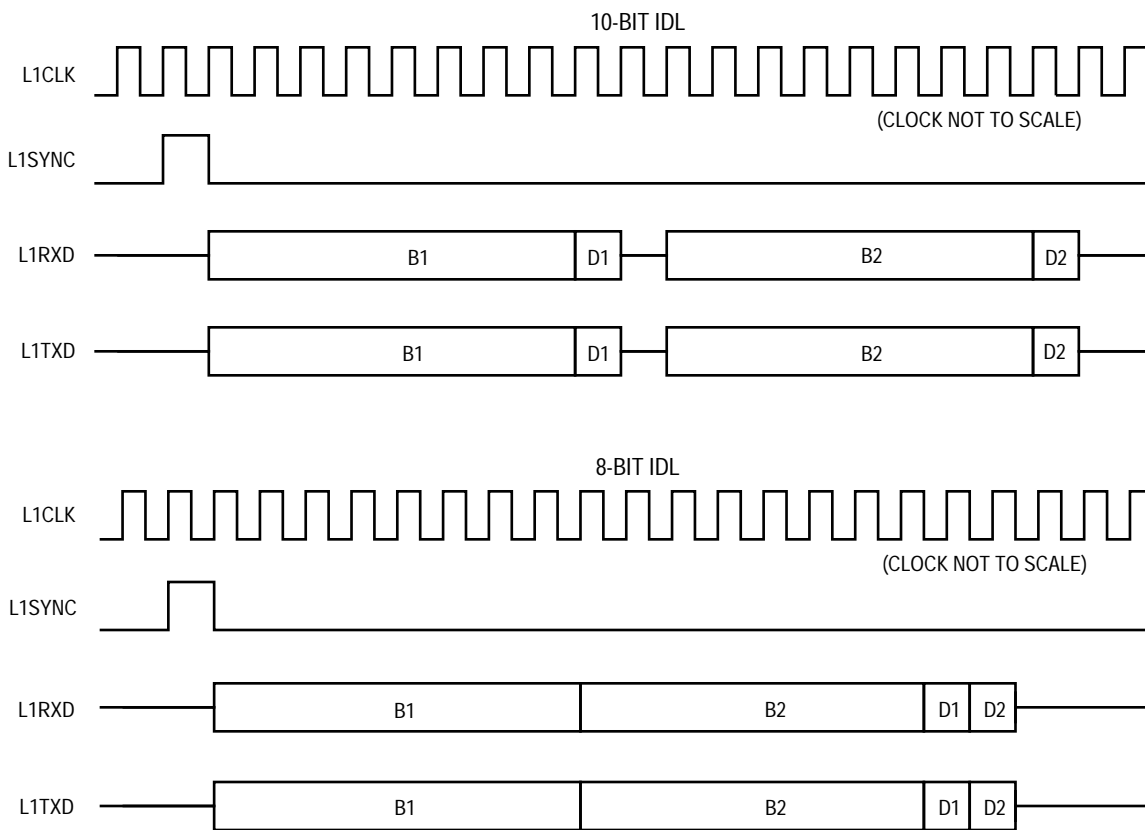 10-BIT IDL
L1CLK
(CLOCK NOT TO SCALE)
L1SYNC
L1RXD B1 D1 B2 D2
L1TXD B1 D1 B2 D2
8-BIT IDL
L1CLK
(CLOCK NOT TO SCALE)
L1SYNC
L1RXD B1 B2 D1 D2
L1TXD B1 B2 D1 D2